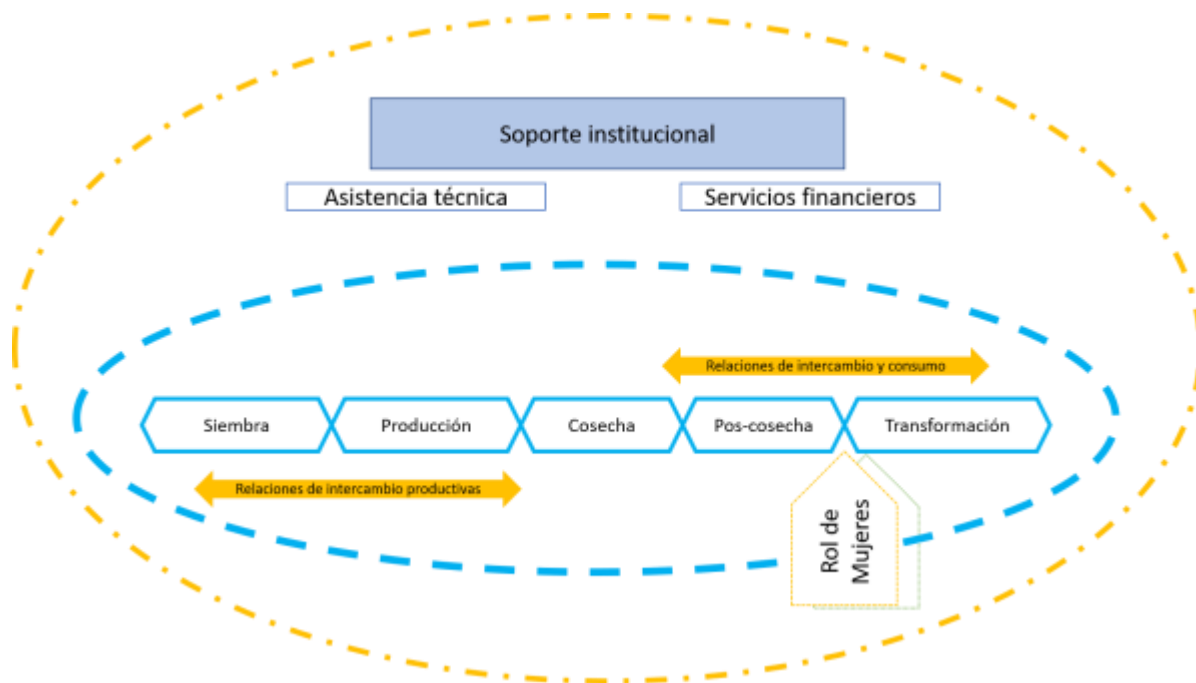 Soporte institucional
Asistencia técnica
Servicios financieros
Relaciones de intercambio y consumo
Siembra
Producción
Cosecha
Pos-cosecha
Transformación
Relaciones de intercambio productivas
Rol de
Mujeres